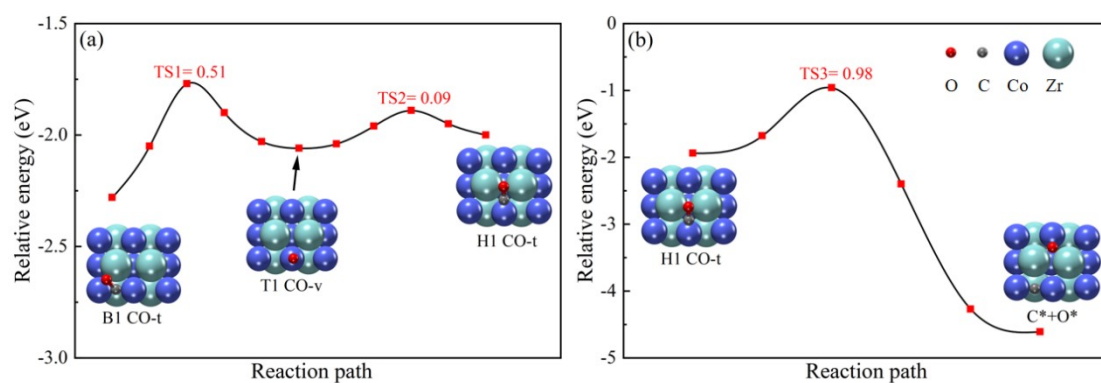 (a)
-1.5
-2.0
-2.5
-3.0
Relative energy (eV)
TS1= 0.51
TS2= 0.09
B1 CO-t
T1 CO-v
H1 CO-t
Reaction path
(b)
0
-1
-2
-3
-4
-5
Relative energy (eV)
TS3= 0.98
O C Co Zr
H1 CO-t
C*+O*
Reaction path